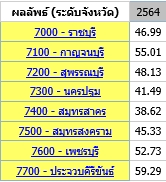 ผลลัพธ์ (ระดับจังหวัด) 2564
7000 - ราชบุรี 46.99
7100 - กาญจนบุรี 55.01
7200 - สุพรรณบุรี 48.13
7300 - นครปฐม 41.49
7400 - สมุทรสาคร 38.62
7500 - สมุทรสงคราม 45.33
7600 - เพชรบุรี 52.73
7700 - ประจวบคีรีขันธ์ 59.29